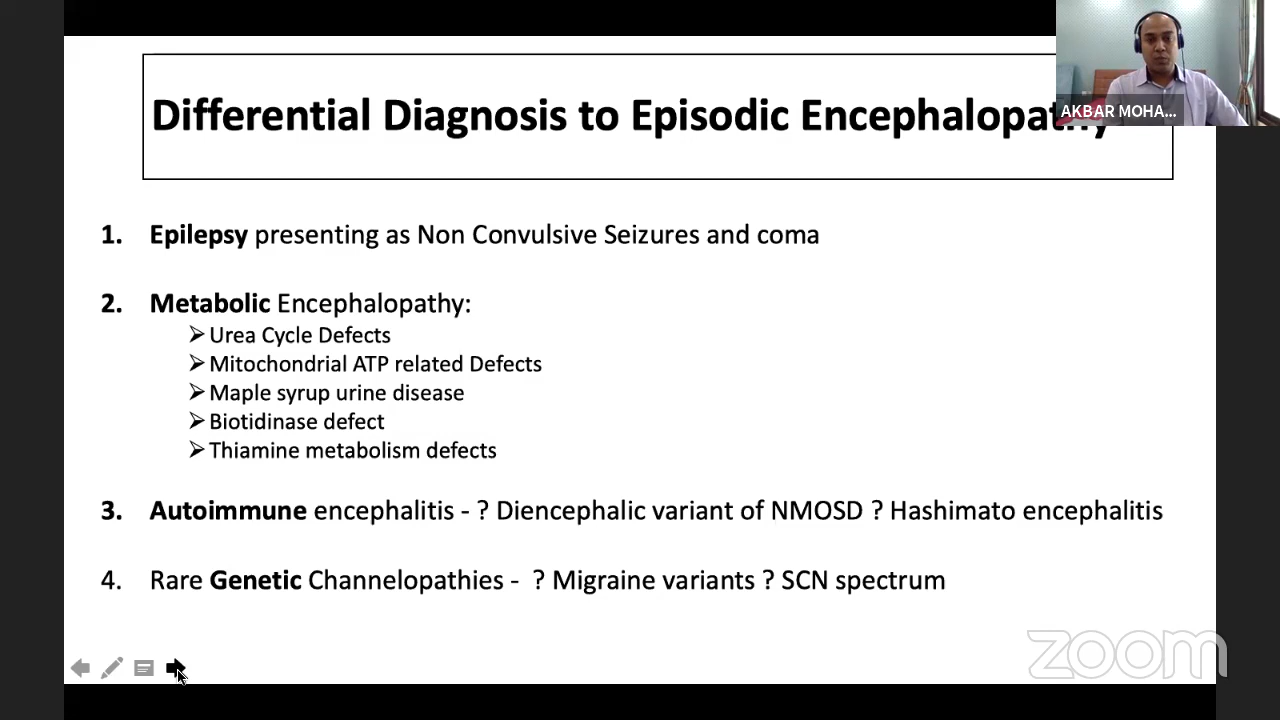 Differential Diagnosis to Episodic Encephalopathy
AKBAR MOHA...
1. Epilepsy presenting as Non Convulsive Seizures and coma
2. Metabolic Encephalopathy:
➢Urea Cycle Defects
➢Mitochondrial ATP related Defects
➢Maple syrup urine disease
➢Biotidinase defect
➢Thiamine metabolism defects
3. Autoimmune encephalitis - ? Diencephalic variant of NMOSD ? Hashimato encephalitis
4. Rare Genetic Channelopathies - ? Migraine variants ? SCN spectrum
zoom